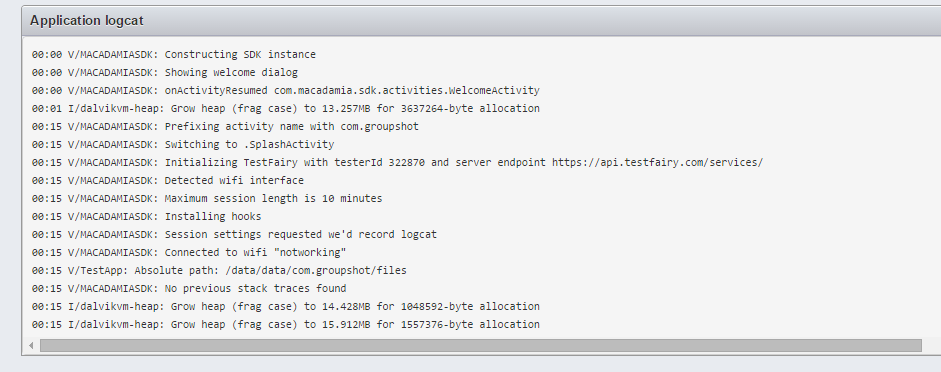 Application logcat
00:00 V/MACADAMIASDK: Constructing SDK instance
00:00 V/MACADAMIASDK: Showing welcome dialog
00:00 V/MACADAMIASDK: onActivityResumed com.macadamia.sdk.activities.WelcomeActivity
00:01 I/dalvikvm-heap: Grow heap (frag case) to 13.257MB for 3637264-byte allocation
00:15 V/MACADAMIASDK: Prefixing activity name with com.groupshot
00:15 V/MACADAMIASDK: Switching to .SplashActivity
00:15 V/MACADAMIASDK: Initializing TestFairy with testerId 322870 and server endpoint https://api.testfairy.com/services/
00:15 V/MACADAMIASDK: Detected wifi interface
00:15 V/MACADAMIASDK: Maximum session length is 10 minutes
00:15 V/MACADAMIASDK: Installing hooks
00:15 V/MACADAMIASDK: Session settings requested we'd record logcat
00:15 V/MACADAMIASDK: Connected to wifi "notworking"
00:15 V/TestApp: Absolute path: /data/data/com.groupshot/files
00:15 V/MACADAMIASDK: No previous stack traces found
00:15 I/dalvikvm-heap: Grow heap (frag case) to 14.428MB for 1048592-byte allocation
00:15 I/dalvikvm-heap: Grow heap (frag case) to 15.912MB for 1557376-byte allocation